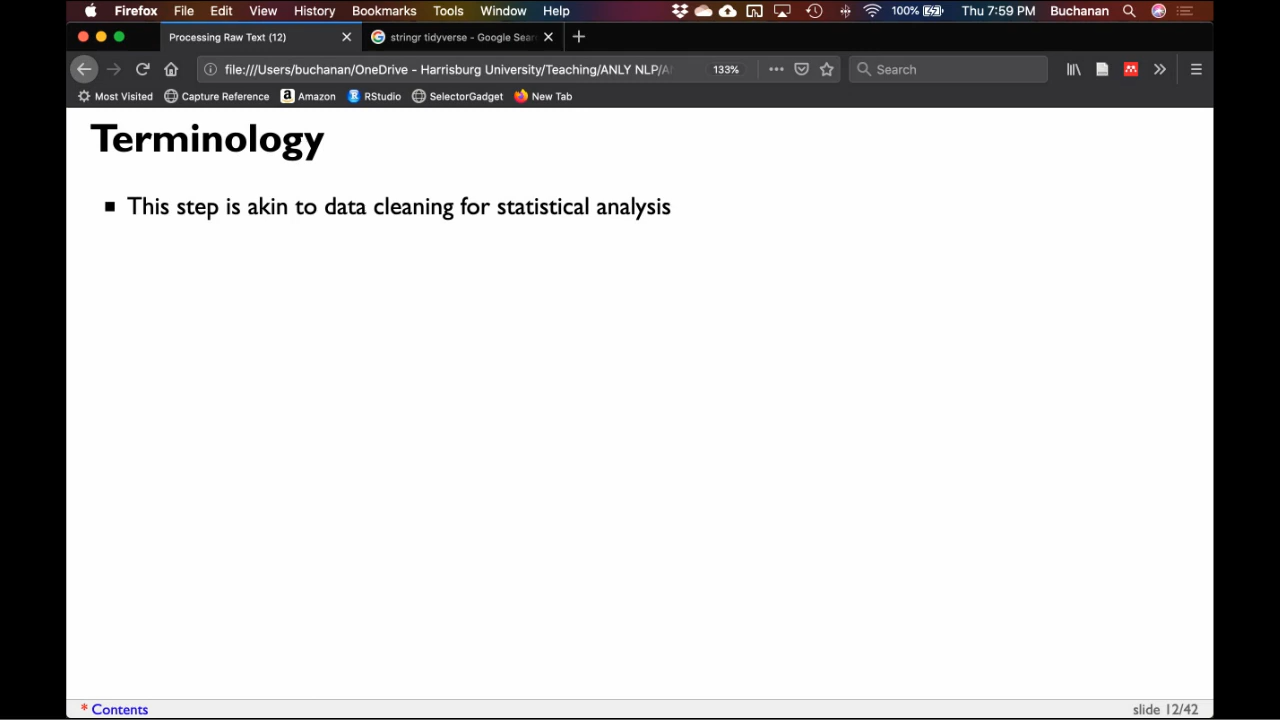 Firefox File Edit View History Bookmarks Tools Window Help 100% Thu 7:59 PM Buchanan
Processing Raw Text (12) stringr tidyverse - Google Sear
file:///Users/buchanan/OneDrive - Harrisburg University/Teaching/ANLY NLP/A 133% Search
Most Visited Capture Reference Amazon RStudio SelectorGadget New Tab
Terminology
▪ This step is akin to data cleaning for statistical analysis
* Contents slide 12/42